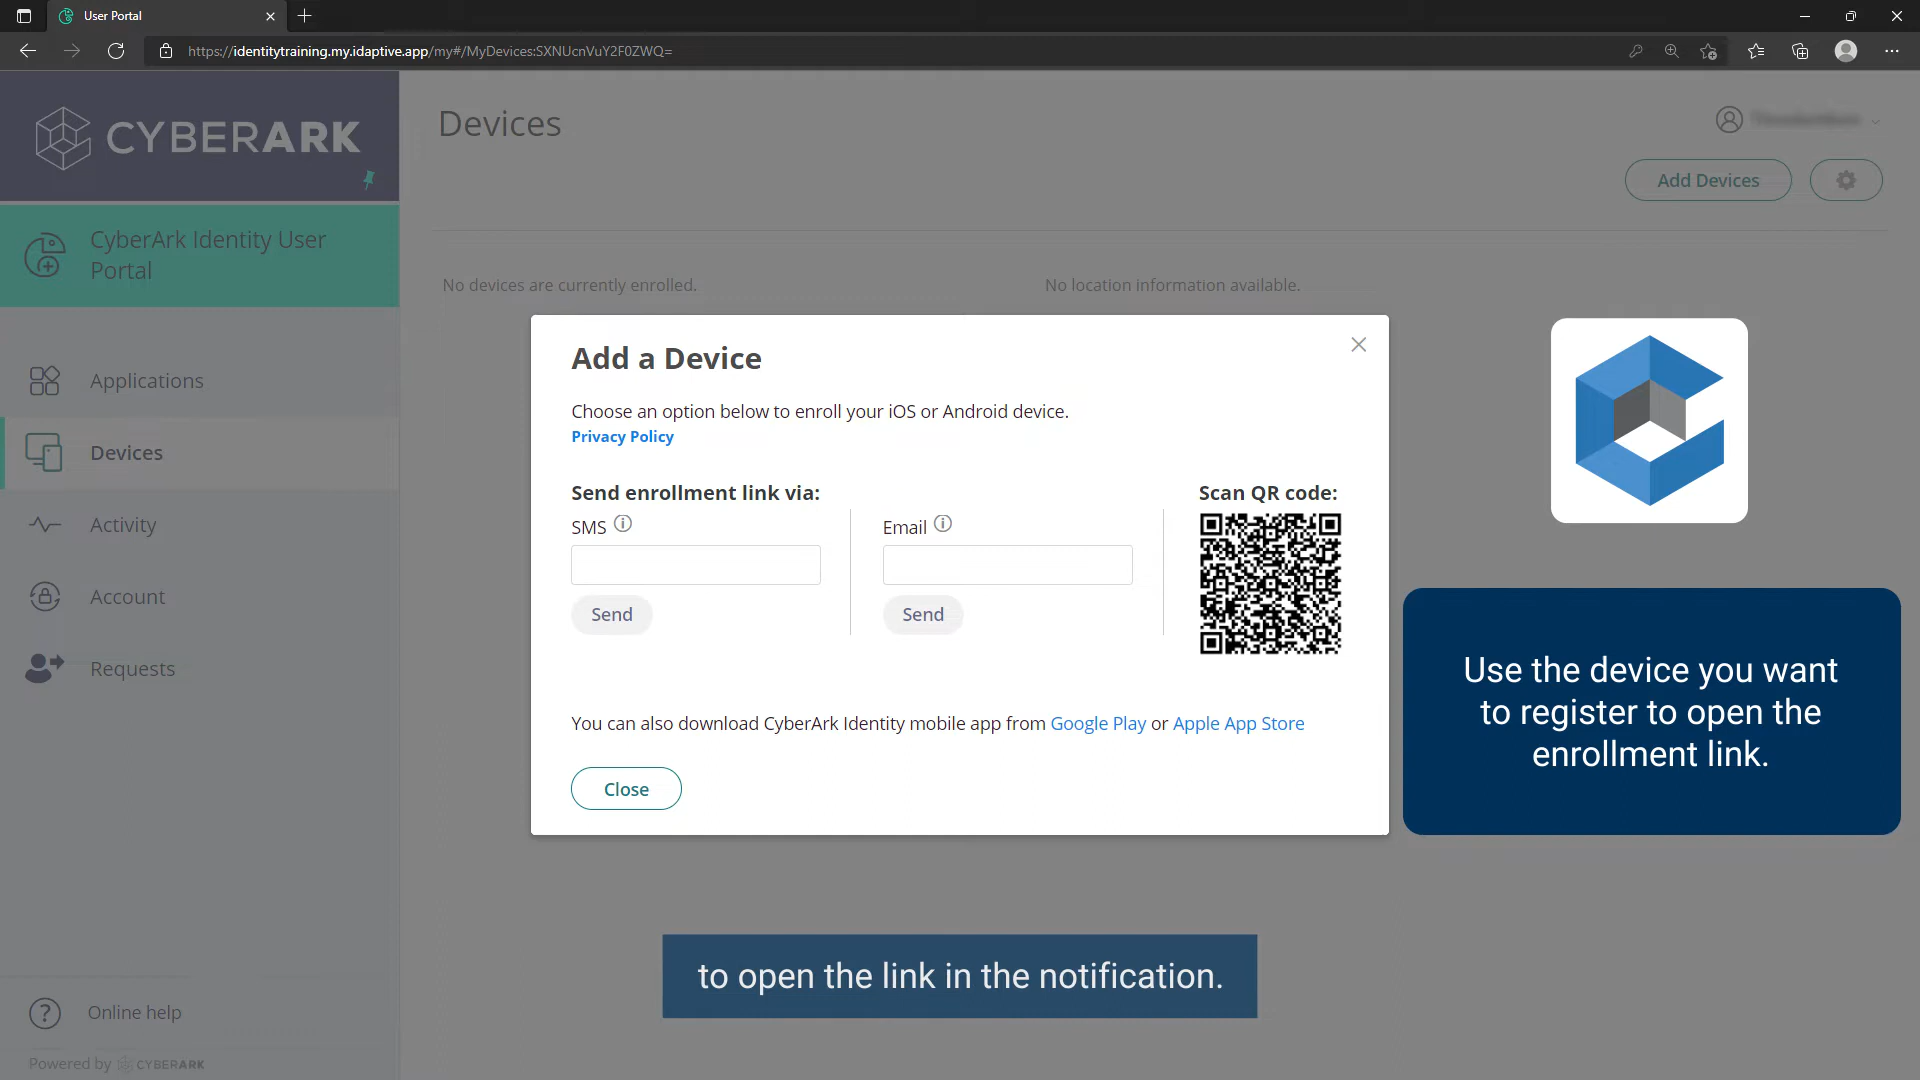 User Portal
https://identitytraining.my.idaptive.app/my#/MyDevices:SXNUcnVuY2F0ZWQ=
CYBERARK
CyberArk Identity User
Portal
Applications
Devices
Activity
Account
Requests
Online help
Powered by CYBERARK
Devices
Add Devices
No devices are currently enrolled.
No location information available.
Add a Device
Choose an option below to enroll your iOS or Android device.
Privacy Policy
Send enrollment link via:
SMS
Send
Email
Send
Scan QR code:
You can also download CyberArk Identity mobile app from Google Play or Apple App Store
Close
Use the device you want
to register to open the
enrollment link.
to open the link in the notification.